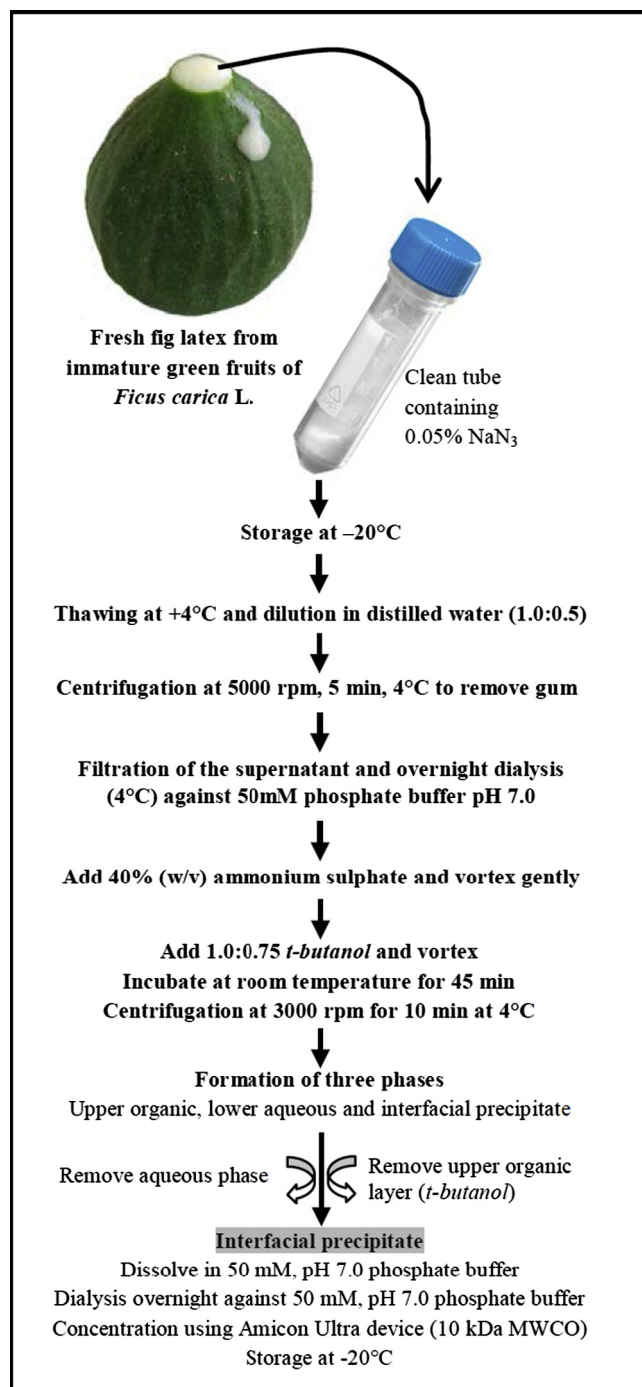 Fresh fig latex from
immature green fruits of
Ficus carica L.
Clean tube
containing
0.05% NaN₃
Storage at –20°C
Thawing at +4°C and dilution in distilled water (1.0:0.5)
Centrifugation at 5000 rpm, 5 min, 4°C to remove gum
Filtration of the supernatant and overnight dialysis
(4°C) against 50mM phosphate buffer pH 7.0
Add 40% (w/v) ammonium sulphate and vortex gently
Add 1.0:0.75 t-butanol and vortex
Incubate at room temperature for 45 min
Centrifugation at 3000 rpm for 10 min at 4°C
Formation of three phases
Upper organic, lower aqueous and interfacial precipitate
Remove aqueous phase
Remove upper organic
layer (t-butanol)
Interfacial precipitate
Dissolve in 50 mM, pH 7.0 phosphate buffer
Dialysis overnight against 50 mM, pH 7.0 phosphate buffer
Concentration using Amicon Ultra device (10 kDa MWCO)
Storage at -20°C